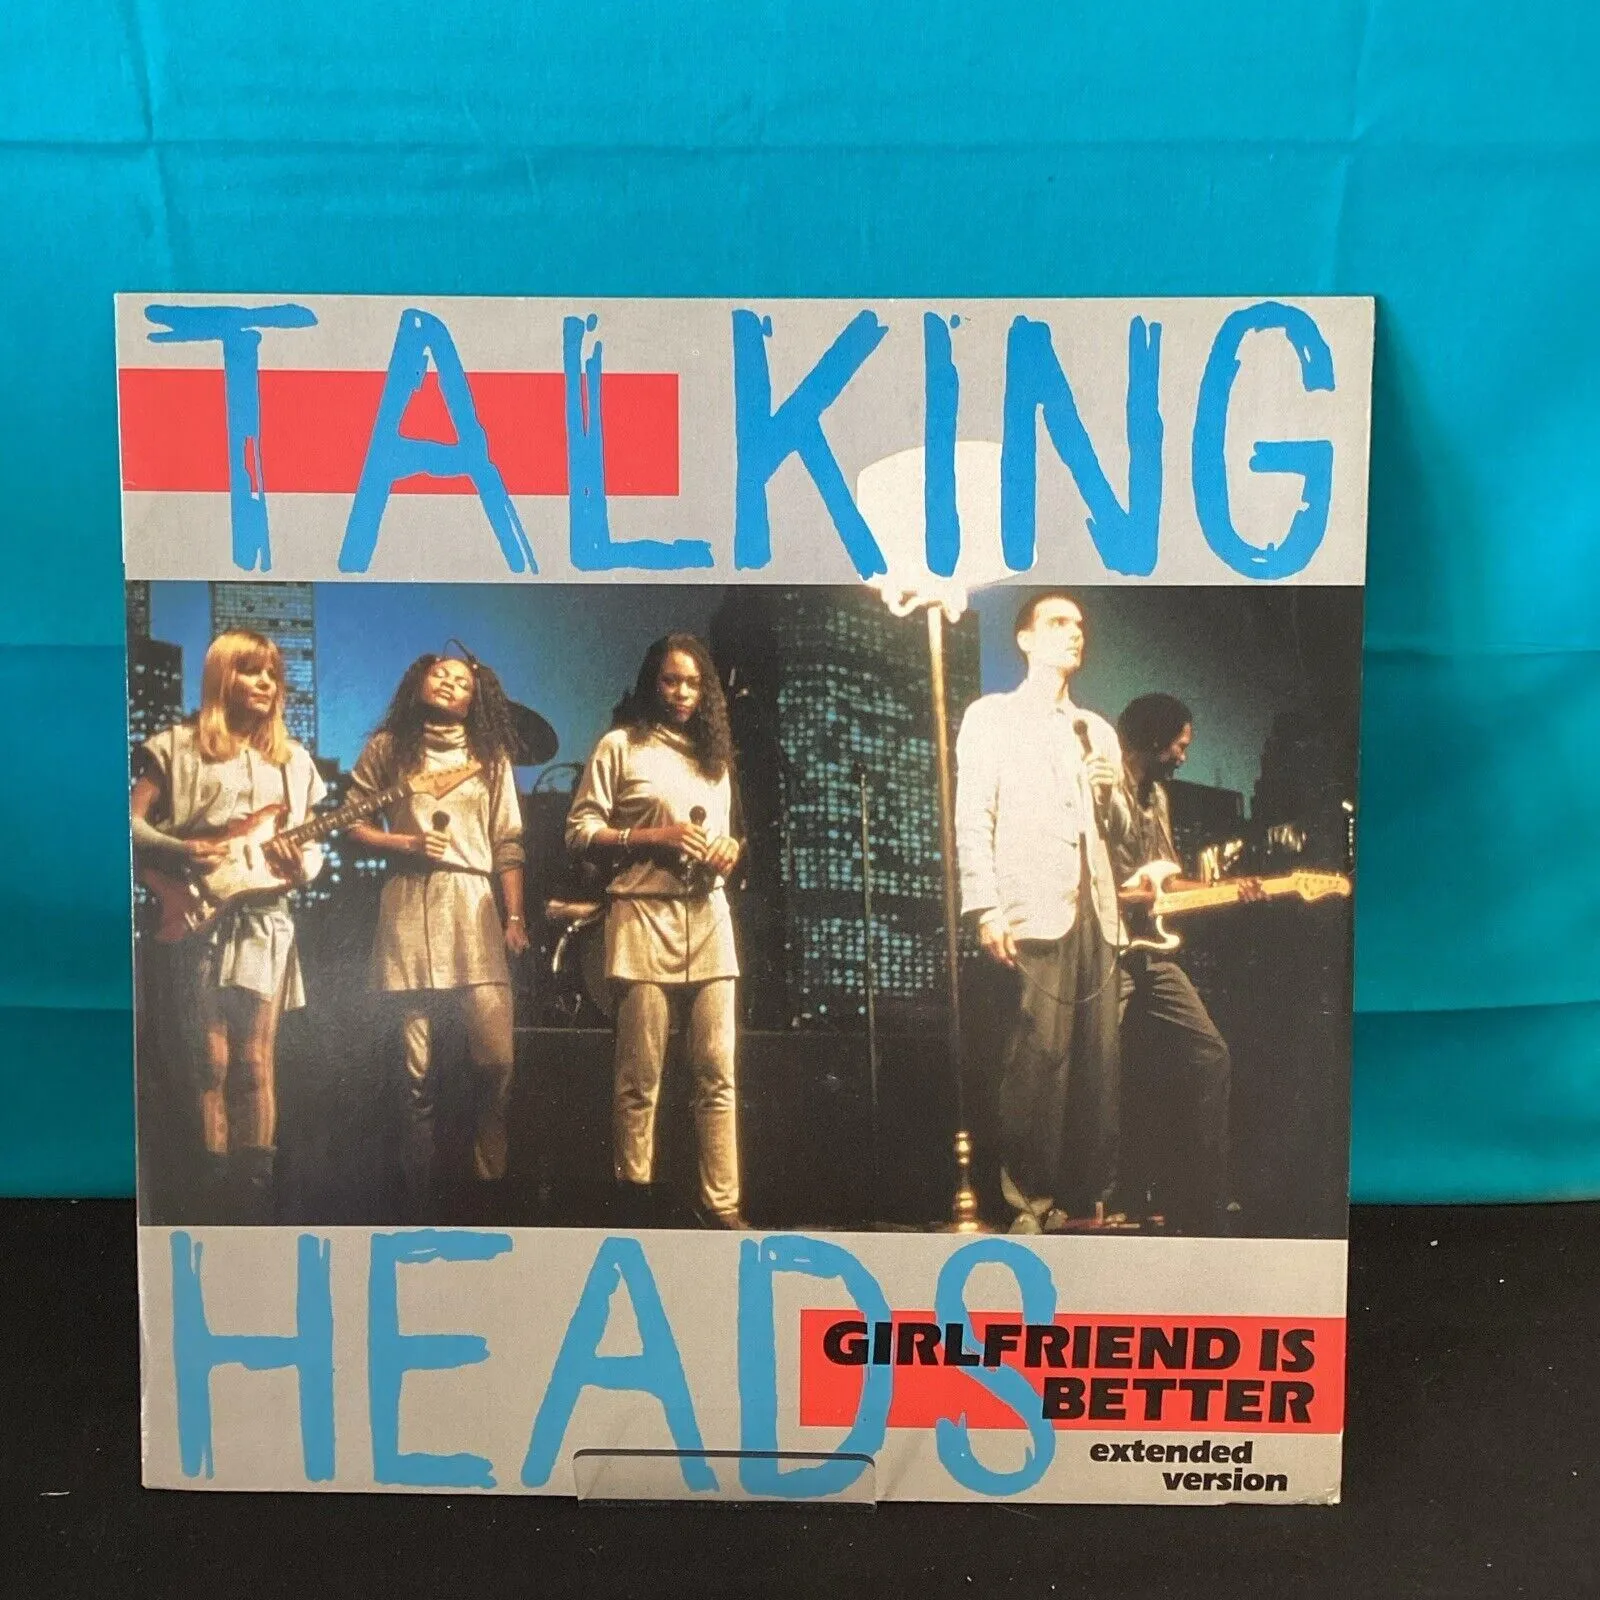 TALKING
HEADS
GIRLFRIEND IS
BETTER
extended
version